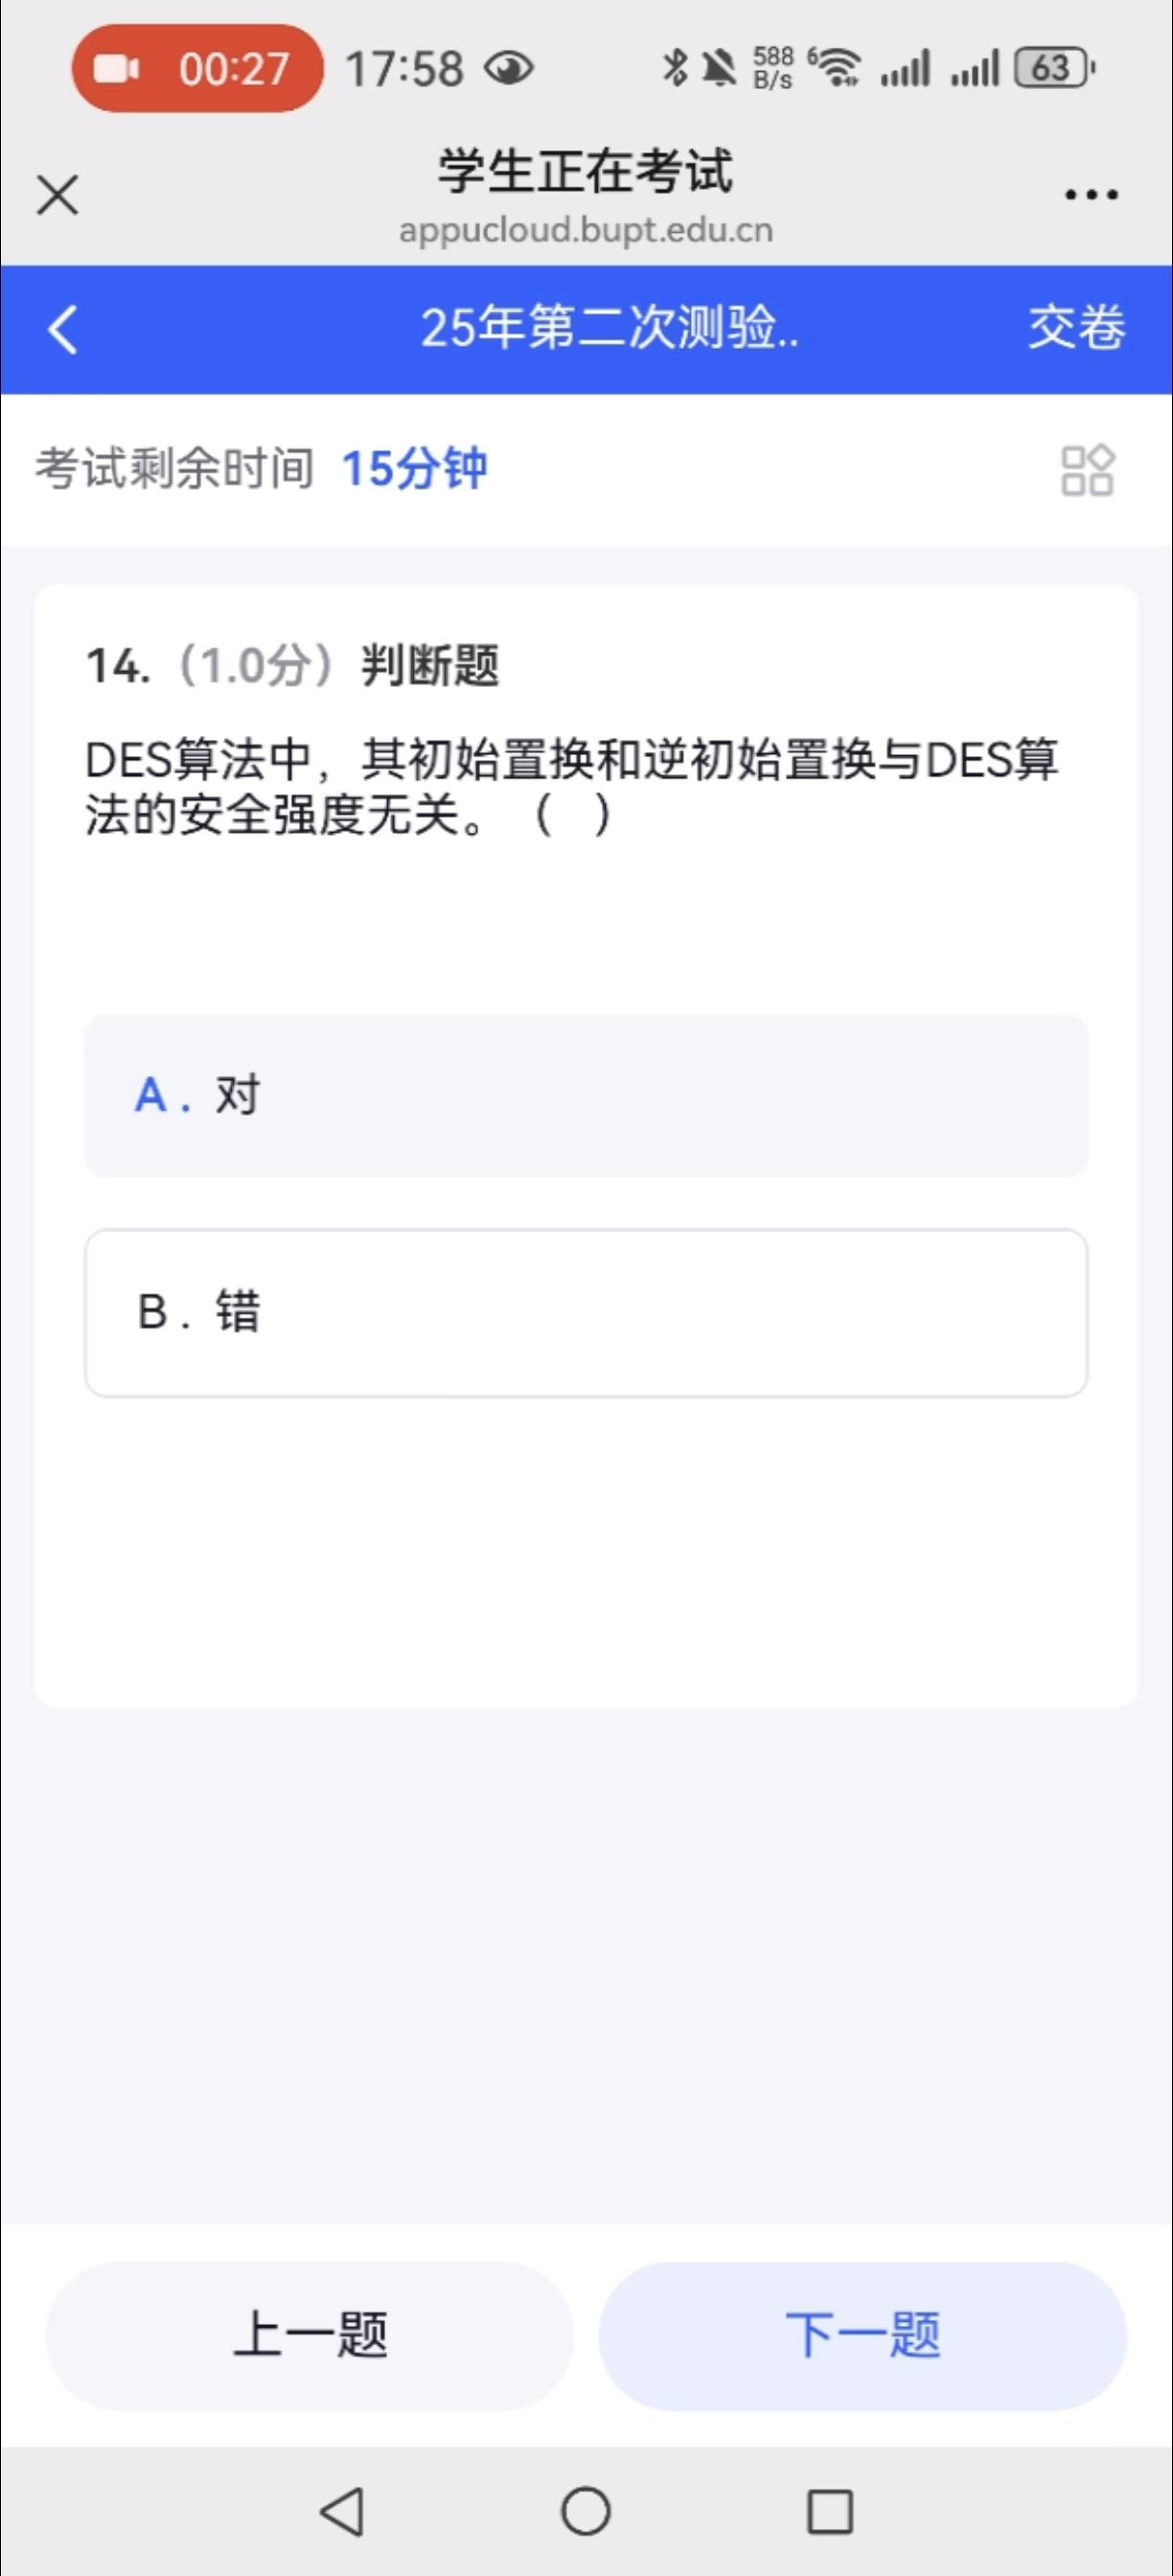 00:27 17:58 588 B/s 6 63
学生正在考试
appucloud.bupt.edu.cn
25年第二次测验..
交卷
考试剩余时间 15分钟
14.（1.0分）判断题
DES算法中，其初始置换和逆初始置换与DES算
法的安全强度无关。（ ）
A. 对
B. 错
上一题
下一题